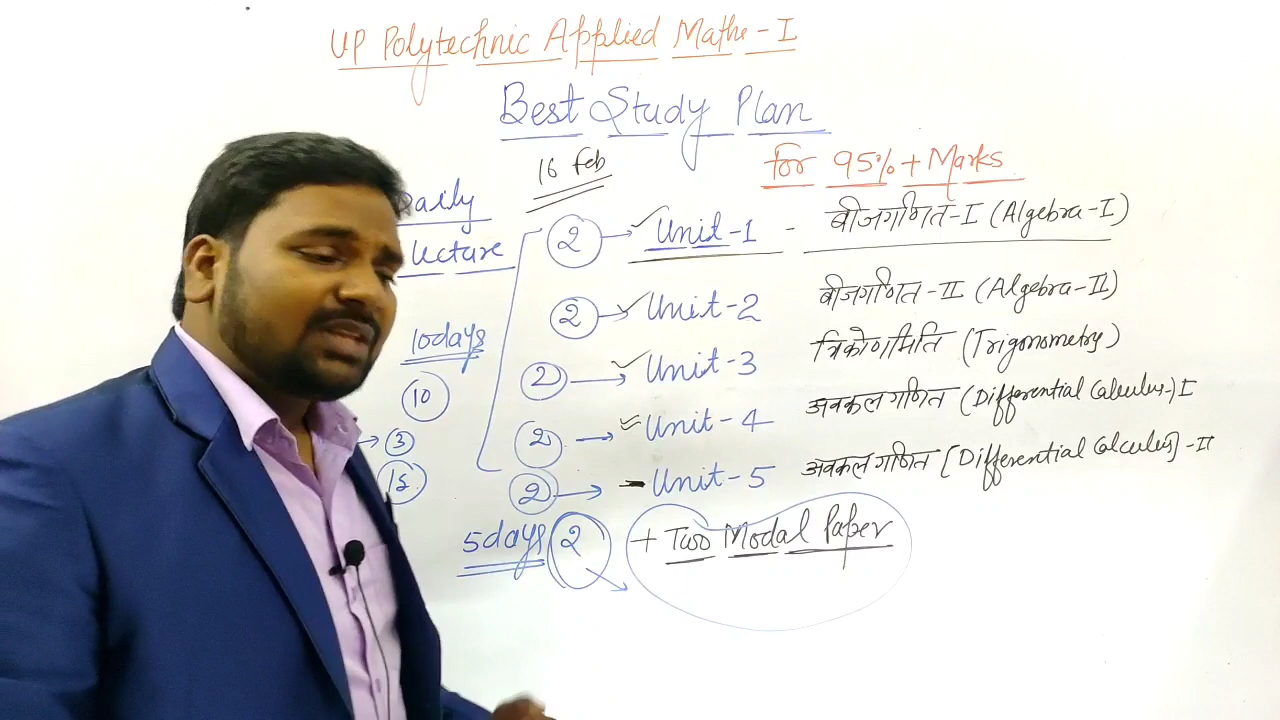 UP Polytechnic Applied Mathe-I
Best Study Plan
for 95%+ Marks
16 Feb
Daily
Lecture
2 → Unit-1 - बीजगणित-I (Algebra-I)
2 → Unit-2 बीजगणित-II (Algebra-II)
2 → Unit-3 त्रिकोणमिति (Trigonometry)
2 → Unit-4 अवकल गणित (Differential Calculus-) I
2 → Unit-5 अवकल गणित [Differential Calculus] - II
10days
10
→ 3
15
5days 2 + Two Modal Paper